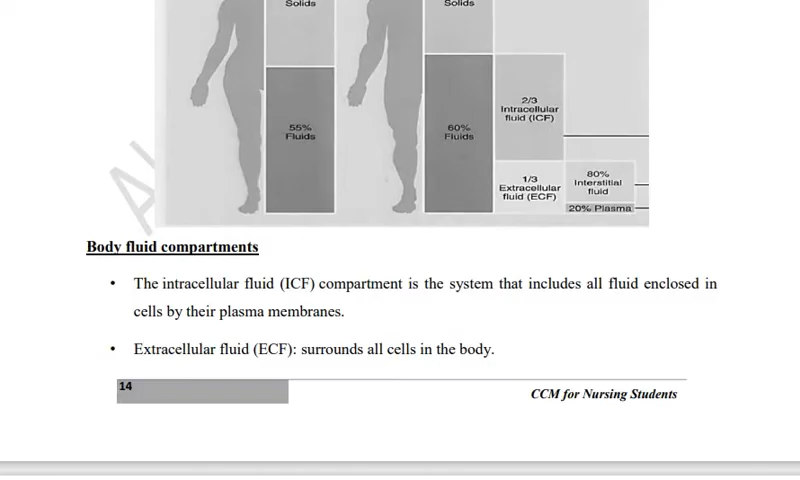 Solids
Solids
2/3
Intracellular
fluid (ICF)
55%
Fluids
60%
Fluids
1/3
Extracellular
fluid (ECF)
80%
Interstitial
fluid
20% Plasma
Body fluid compartments
• The intracellular fluid (ICF) compartment is the system that includes all fluid enclosed in
cells by their plasma membranes.
• Extracellular fluid (ECF): surrounds all cells in the body.
14
CCM for Nursing Students